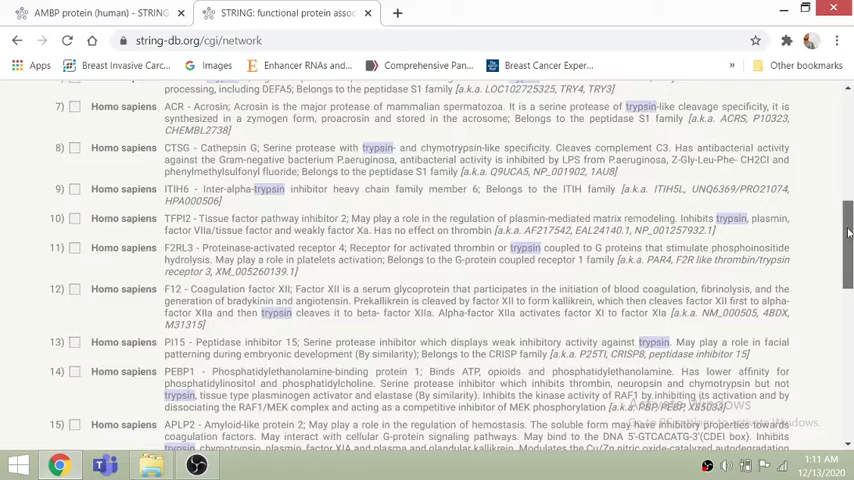 AMBP protein (human) - STRING
STRING: functional protein assoc
string-db.org/cgi/network
Apps
Breast Invasive Carc...
Images
Enhancer RNAs and...
Comprehensive Pan...
Breast Cancer Exper...
»
Other bookmarks
processing, including DEFA5; Belongs to the peptidase S1 family [a.k.a. LOC102725325, TRY4, TRY3]
7) Homo sapiens ACR - Acrosin; Acrosin is the major protease of mammalian spermatozoa. It is a serine protease of trypsin-like cleavage specificity, it is
synthesized in a zymogen form, proacrosin and stored in the acrosome; Belongs to the peptidase S1 family [a.k.a. ACRS, P10323,
CHEMBL2738]
8) Homo sapiens CTSG - Cathepsin G; Serine protease with trypsin- and chymotrypsin-like specificity. Cleaves complement C3. Has antibacterial activity
against the Gram-negative bacterium P.aeruginosa, antibacterial activity is inhibited by LPS from P.aeruginosa, Z-Gly-Leu-Phe- CH2Cl and
phenylmethylsulfonyl fluoride; Belongs to the peptidase S1 family [a.k.a. Q9UCA5, NP_001902, 1AU8]
9) Homo sapiens ITIH6 - Inter-alpha-trypsin inhibitor heavy chain family member 6; Belongs to the ITIH family [a.k.a. ITIH5L, UNQ6369/PRO21074,
HPA000506]
10) Homo sapiens TFPI2 - Tissue factor pathway inhibitor 2; May play a role in the regulation of plasmin-mediated matrix remodeling. Inhibits trypsin, plasmin,
factor VIIa/tissue factor and weakly factor Xa. Has no effect on thrombin [a.k.a. AF217542, EAL24140.1, NP_001257932.1]
11) Homo sapiens F2RL3 - Proteinase-activated receptor 4; Receptor for activated thrombin or trypsin coupled to G proteins that stimulate phosphoinositide
hydrolysis. May play a role in platelets activation; Belongs to the G-protein coupled receptor 1 family [a.k.a. PAR4, F2R like thrombin/trypsin
receptor 3, XM_005260139.1]
12) Homo sapiens F12 - Coagulation factor XII; Factor XII is a serum glycoprotein that participates in the initiation of blood coagulation, fibrinolysis, and the
generation of bradykinin and angiotensin. Prekallikrein is cleaved by factor XII to form kallikrein, which then cleaves factor XII first to alpha-
factor XIIa and then trypsin cleaves it to beta- factor XIIa. Alpha-factor XIIa activates factor XI to factor XIa [a.k.a. NM_000505, 4BDX,
M31315]
13) Homo sapiens PI15 - Peptidase inhibitor 15; Serine protease inhibitor which displays weak inhibitory activity against trypsin. May play a role in facial
patterning during embryonic development (By similarity); Belongs to the CRISP family [a.k.a. P25TI, CRISP8, peptidase inhibitor 15]
14) Homo sapiens PEBP1 - Phosphatidylethanolamine-binding protein 1; Binds ATP, opioids and phosphatidylethanolamine. Has lower affinity for
phosphatidylinositol and phosphatidylcholine. Serine protease inhibitor which inhibits thrombin, neuropsin and chymotrypsin but not
trypsin, tissue type plasminogen activator and elastase (By similarity). Inhibits the kinase activity of RAF1 by inhibiting its activation and by
dissociating the RAF1/MEK complex and acting as a competitive inhibitor of MEK phosphorylation [a.k.a. PBP, PEBP, X85033]
Activate Windows
15) Homo sapiens APLP2 - Amyloid-like protein 2; May play a role in the regulation of hemostasis. The soluble form may have inhibitory properties towards
coagulation factors. May interact with cellular G-protein signaling pathways. May bind to the DNA 5'-GTCACATG-3'(CDEI box). Inhibits
trypsin, chymotrypsin, plasmin, factor XIA and plasma and glandular kallikrein. Modulates the Cu/Zn nitric oxide-catalyzed autodegradation
1:11 AM
12/13/2020